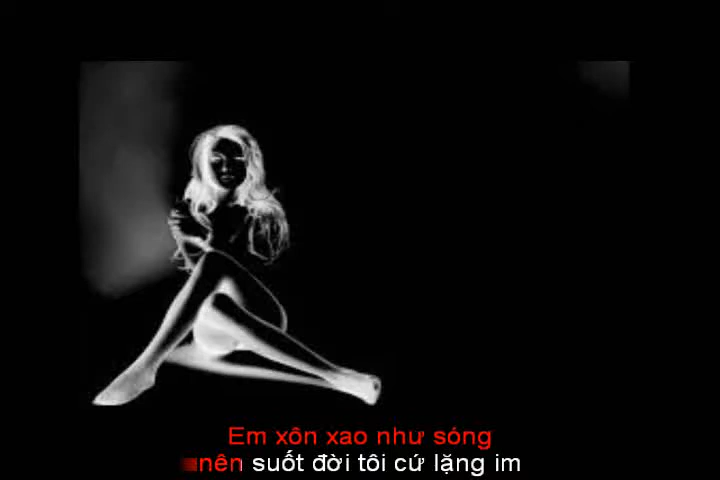 Em xôn xao như sóng
nên suốt đời tôi cứ lặng im